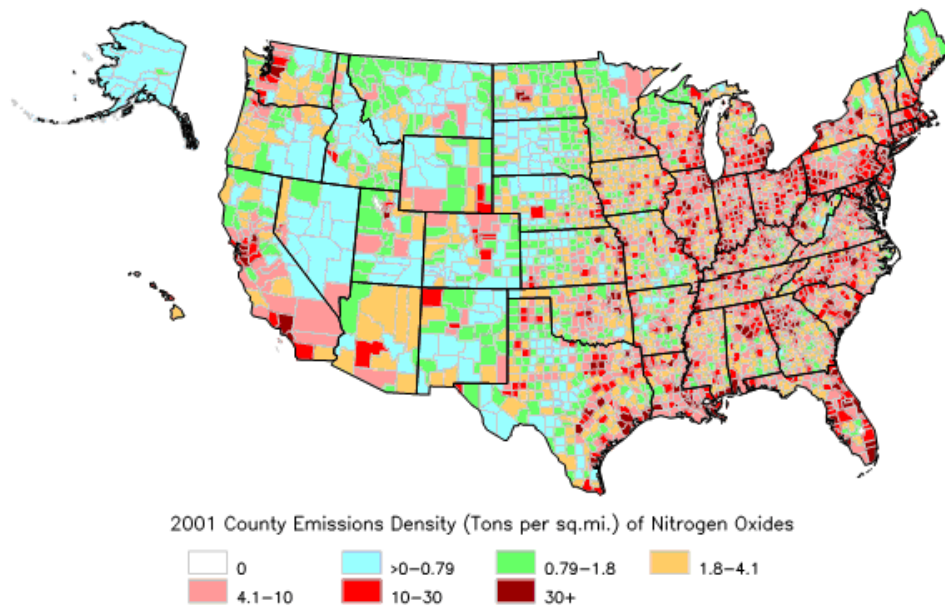 2001 County Emissions Density (Tons per sq.mi.) of Nitrogen Oxides
0 >0-0.79 0.79-1.8 1.8-4.1
4.1-10 10-30 30+